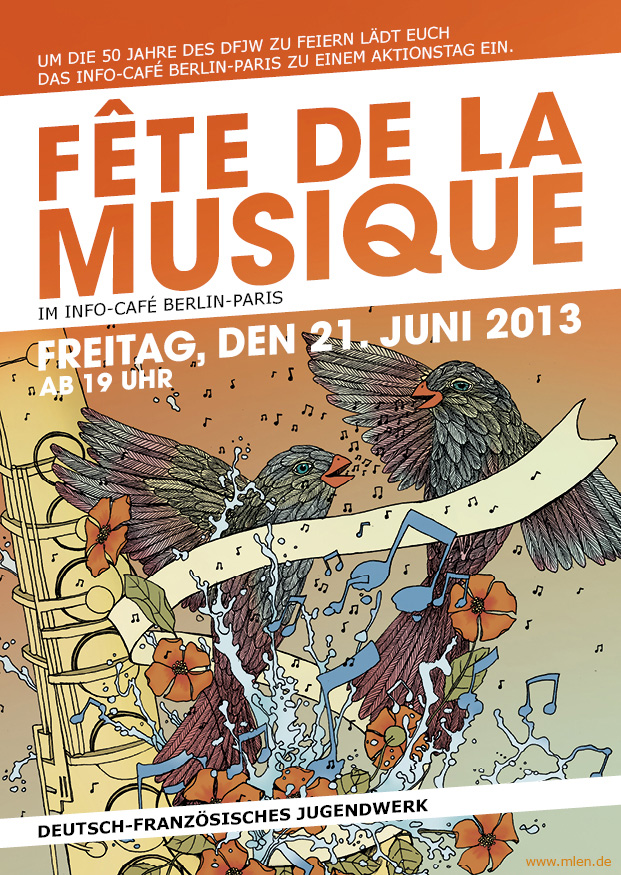 UM DIE 50 JAHRE DES DFJW ZU FEIERN LÄDT EUCH
DAS INFO-CAFÉ BERLIN-PARIS ZU EINEM AKTIONSTAG EIN.
FÊTE DE LA
MUSIQUE
IM INFO-CAFÉ BERLIN-PARIS
FREITAG, DEN 21. JUNI 2013
AB 19 UHR
DEUTSCH-FRANZÖSISCHES JUGENDWERK
www.mlen.de